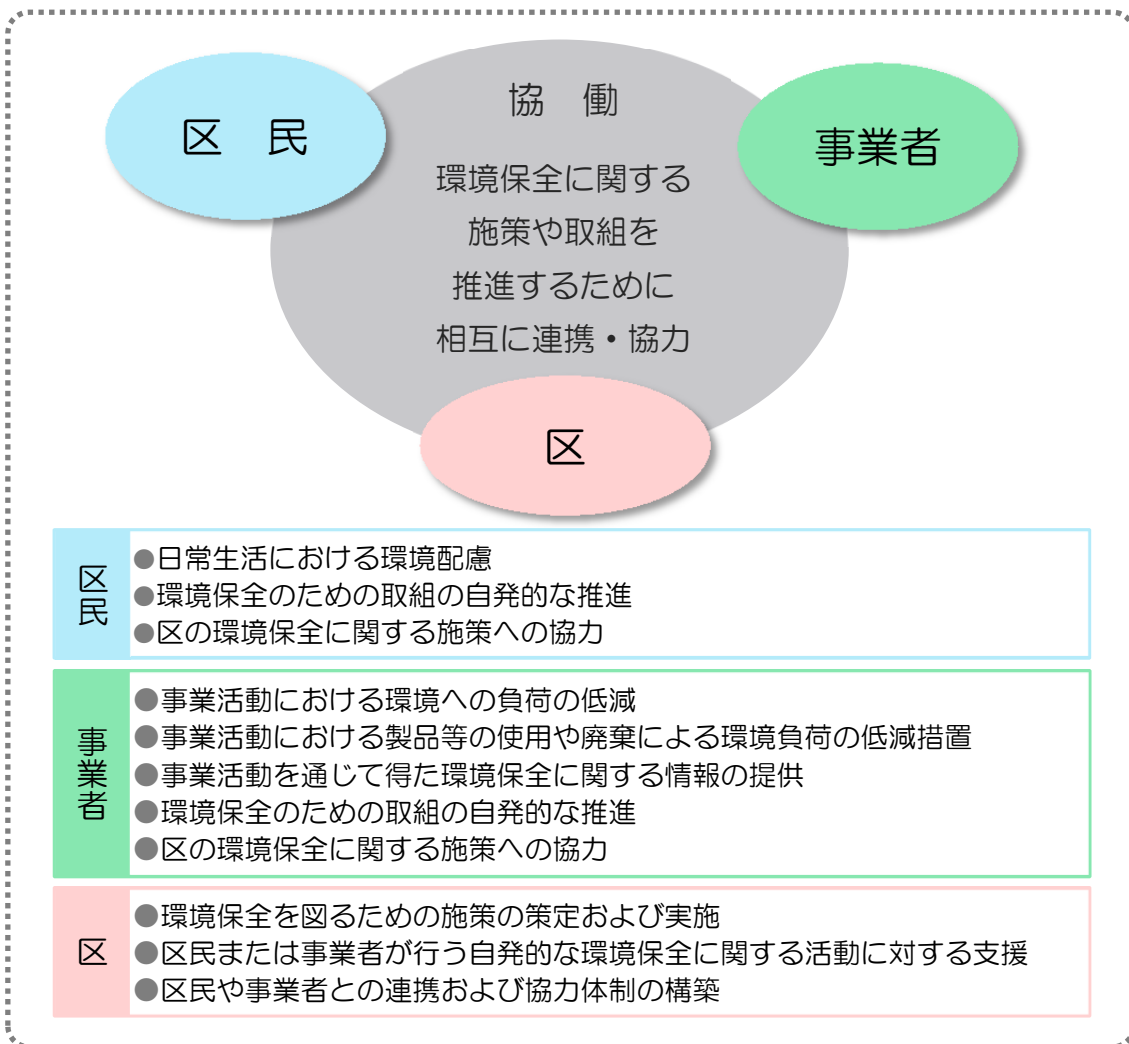 協　働
区　民
事業者
環境保全に関する
施策や取組を
推進するために
相互に連携・協力
区
区民
●日常生活における環境配慮
●環境保全のための取組の自発的な推進
●区の環境保全に関する施策への協力
事業者
●事業活動における環境への負荷の低減
●事業活動における製品等の使用や廃棄による環境負荷の低減措置
●事業活動を通じて得た環境保全に関する情報の提供
●環境保全のための取組の自発的な推進
●区の環境保全に関する施策への協力
区
●環境保全を図るための施策の策定および実施
●区民または事業者が行う自発的な環境保全に関する活動に対する支援
●区民や事業者との連携および協力体制の構築